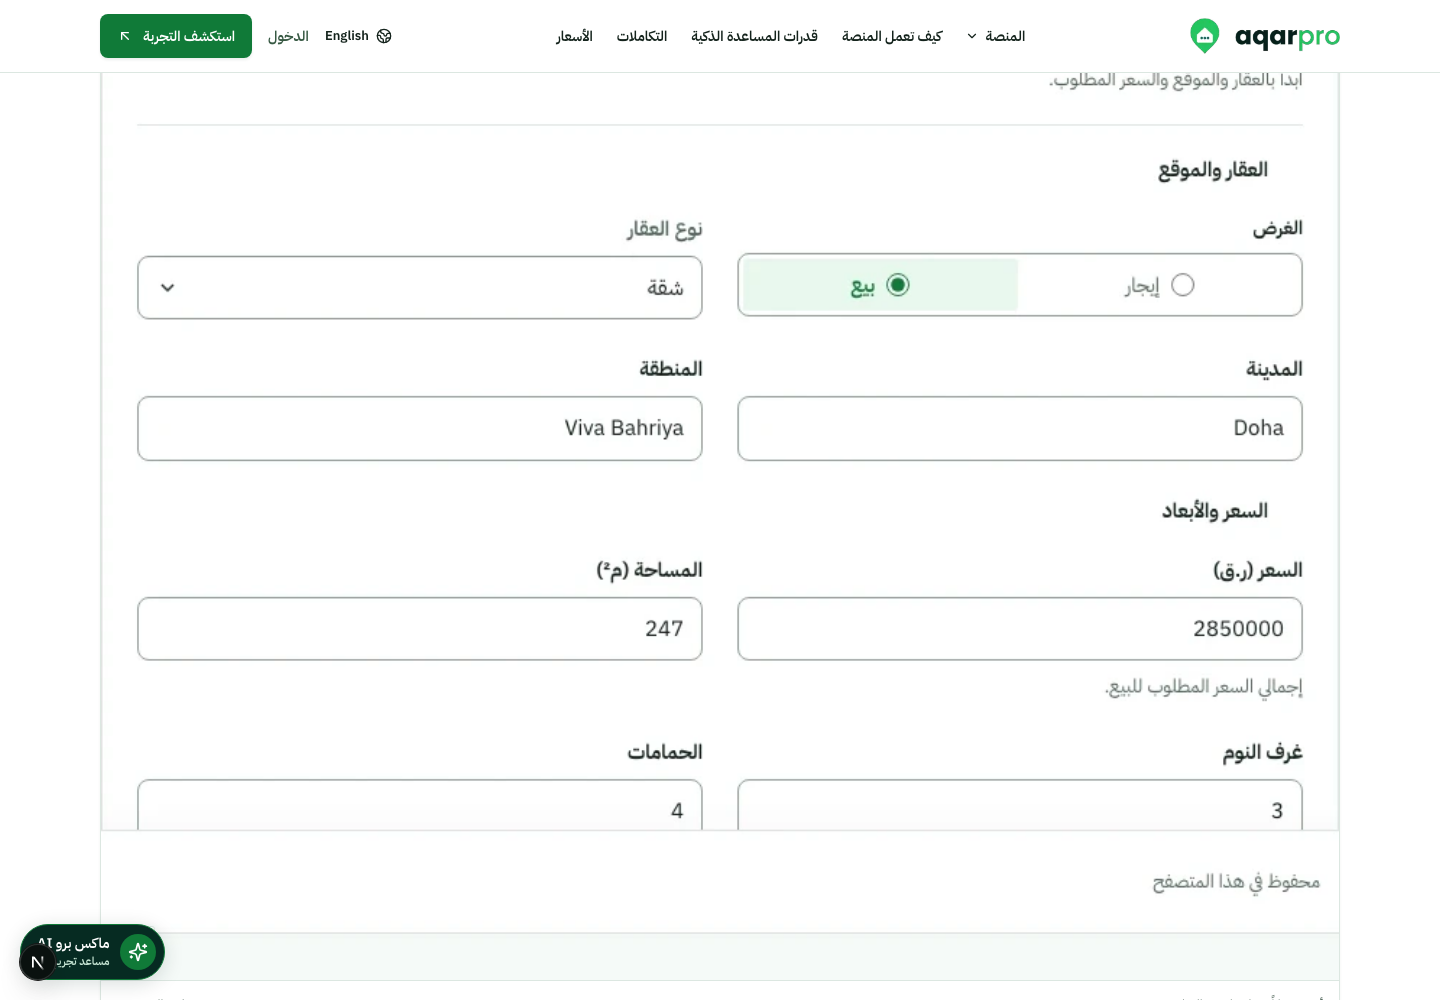 aqarpro
المنصة
كيف تعمل المنصة
قدرات المساعدة الذكية
التكاملات
الأسعار
English
الدخول
استكشف التجربة
ابدأ بالعقار والموقع والسعر المطلوب.
العقار والموقع
الغرض
إيجار
بيع
نوع العقار
شقة
المدينة
Doha
المنطقة
Viva Bahriya
السعر والأبعاد
السعر (ر.ق)
2850000
إجمالي السعر المطلوب للبيع.
المساحة (م²)
247
غرف النوم
3
الحمامات
4
محفوظ في هذا المتصفح
ماكس برو AI
مساعد
N